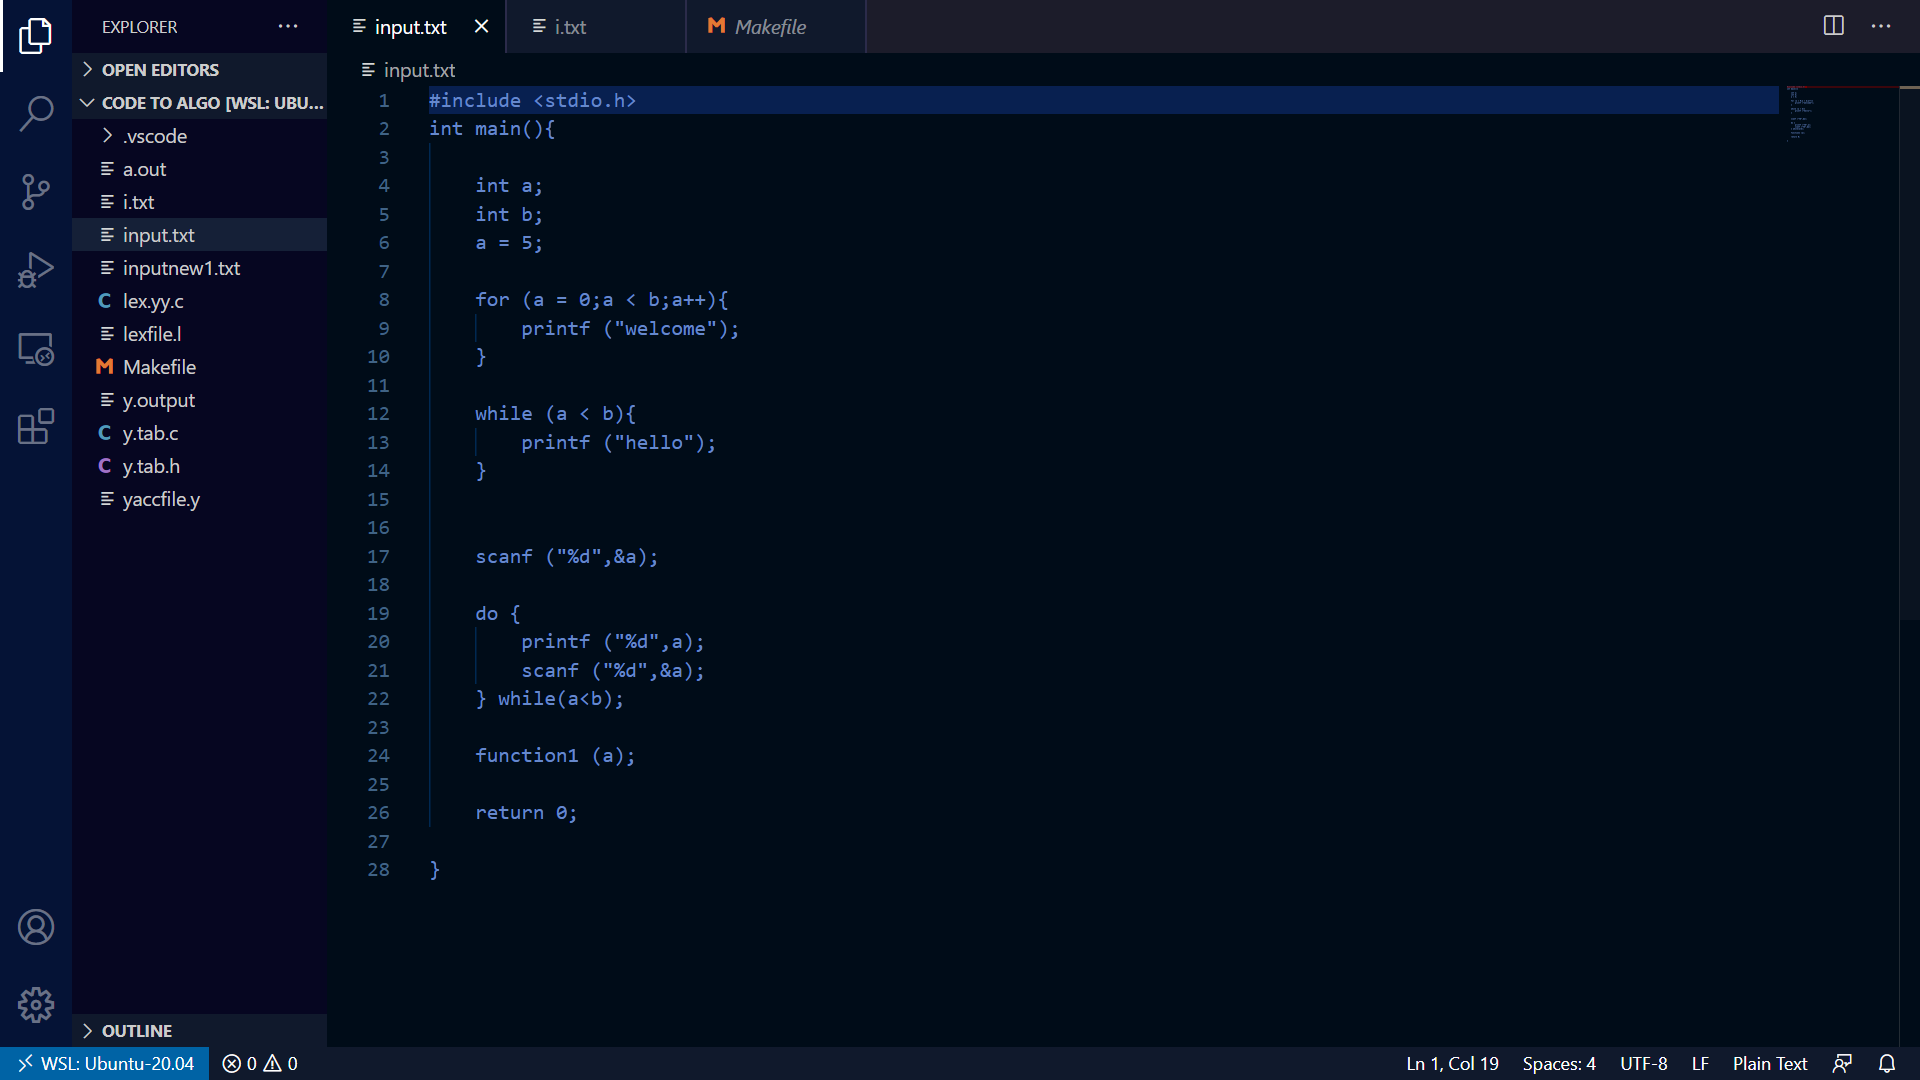 EXPLORER
OPEN EDITORS
CODE TO ALGO [WSL: UBU...
.vscode
a.out
i.txt
input.txt
inputnew1.txt
C lex.yy.c
lexfile.l
M Makefile
y.output
C y.tab.c
C y.tab.h
yaccfile.y
OUTLINE
input.txt
i.txt
M Makefile
input.txt
1 #include <stdio.h>
2 int main(){
3
4     int a;
5     int b;
6     a = 5;
7
8     for (a = 0;a < b;a++){
9         printf ("welcome");
10     }
11
12     while (a < b){
13         printf ("hello");
14     }
15
16
17     scanf ("%d",&a);
18
19     do {
20         printf ("%d",a);
21         scanf ("%d",&a);
22     } while(a<b);
23
24     function1 (a);
25
26     return 0;
27
28 }
WSL: Ubuntu-20.04 0 0 Ln 1, Col 19 Spaces: 4 UTF-8 LF Plain Text